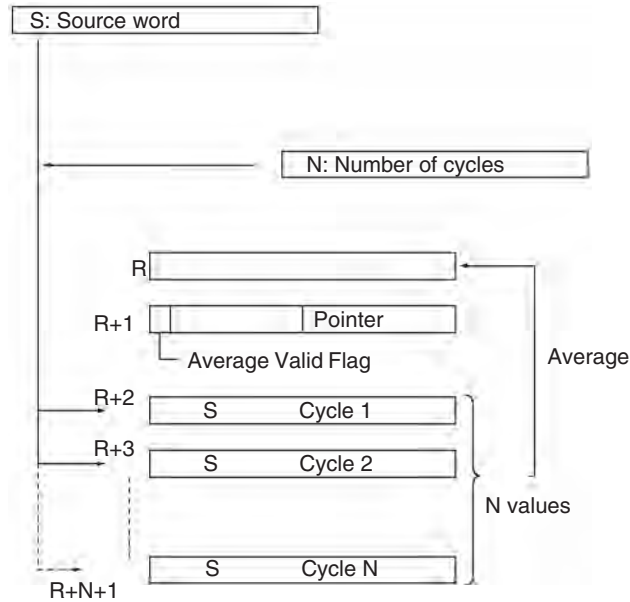 S: Source word
N: Number of cycles
R
R+1
Pointer
Average Valid Flag
Average
R+2
S Cycle 1
R+3
S Cycle 2
N values
S Cycle N
R+N+1